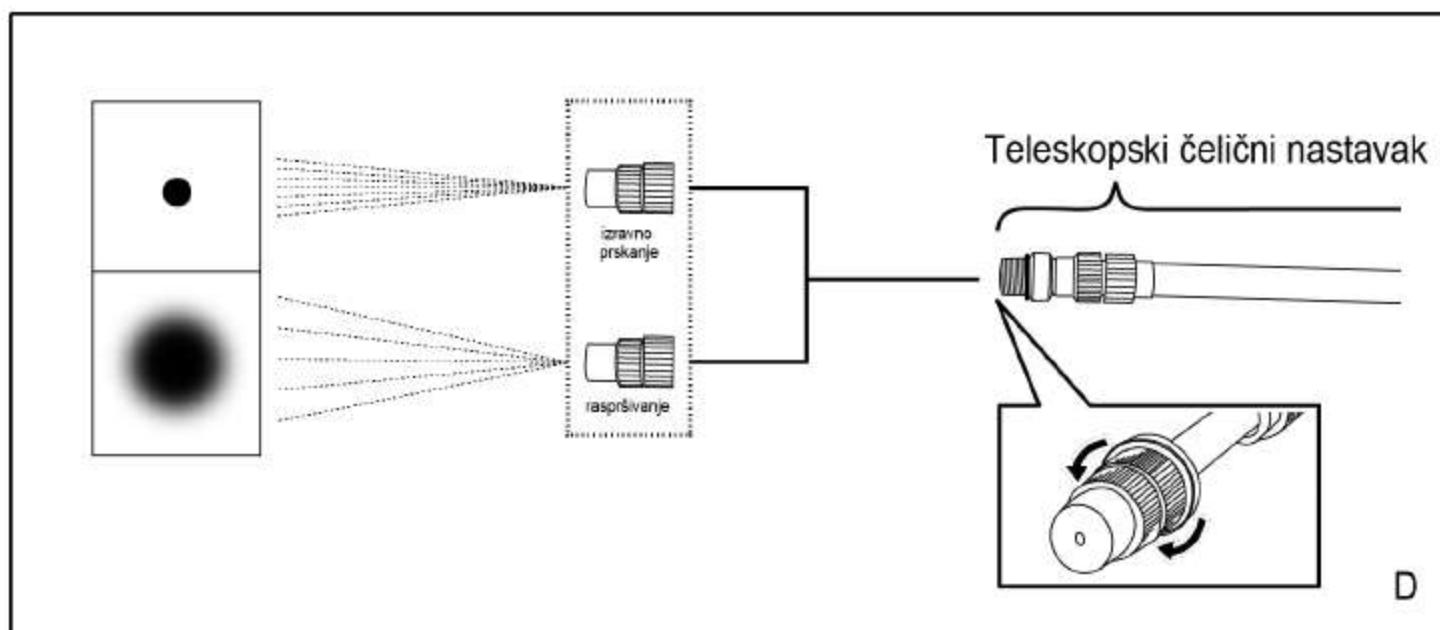 Teleskopski čelični nastavak
izravno
prskanje
raspršivanje
D